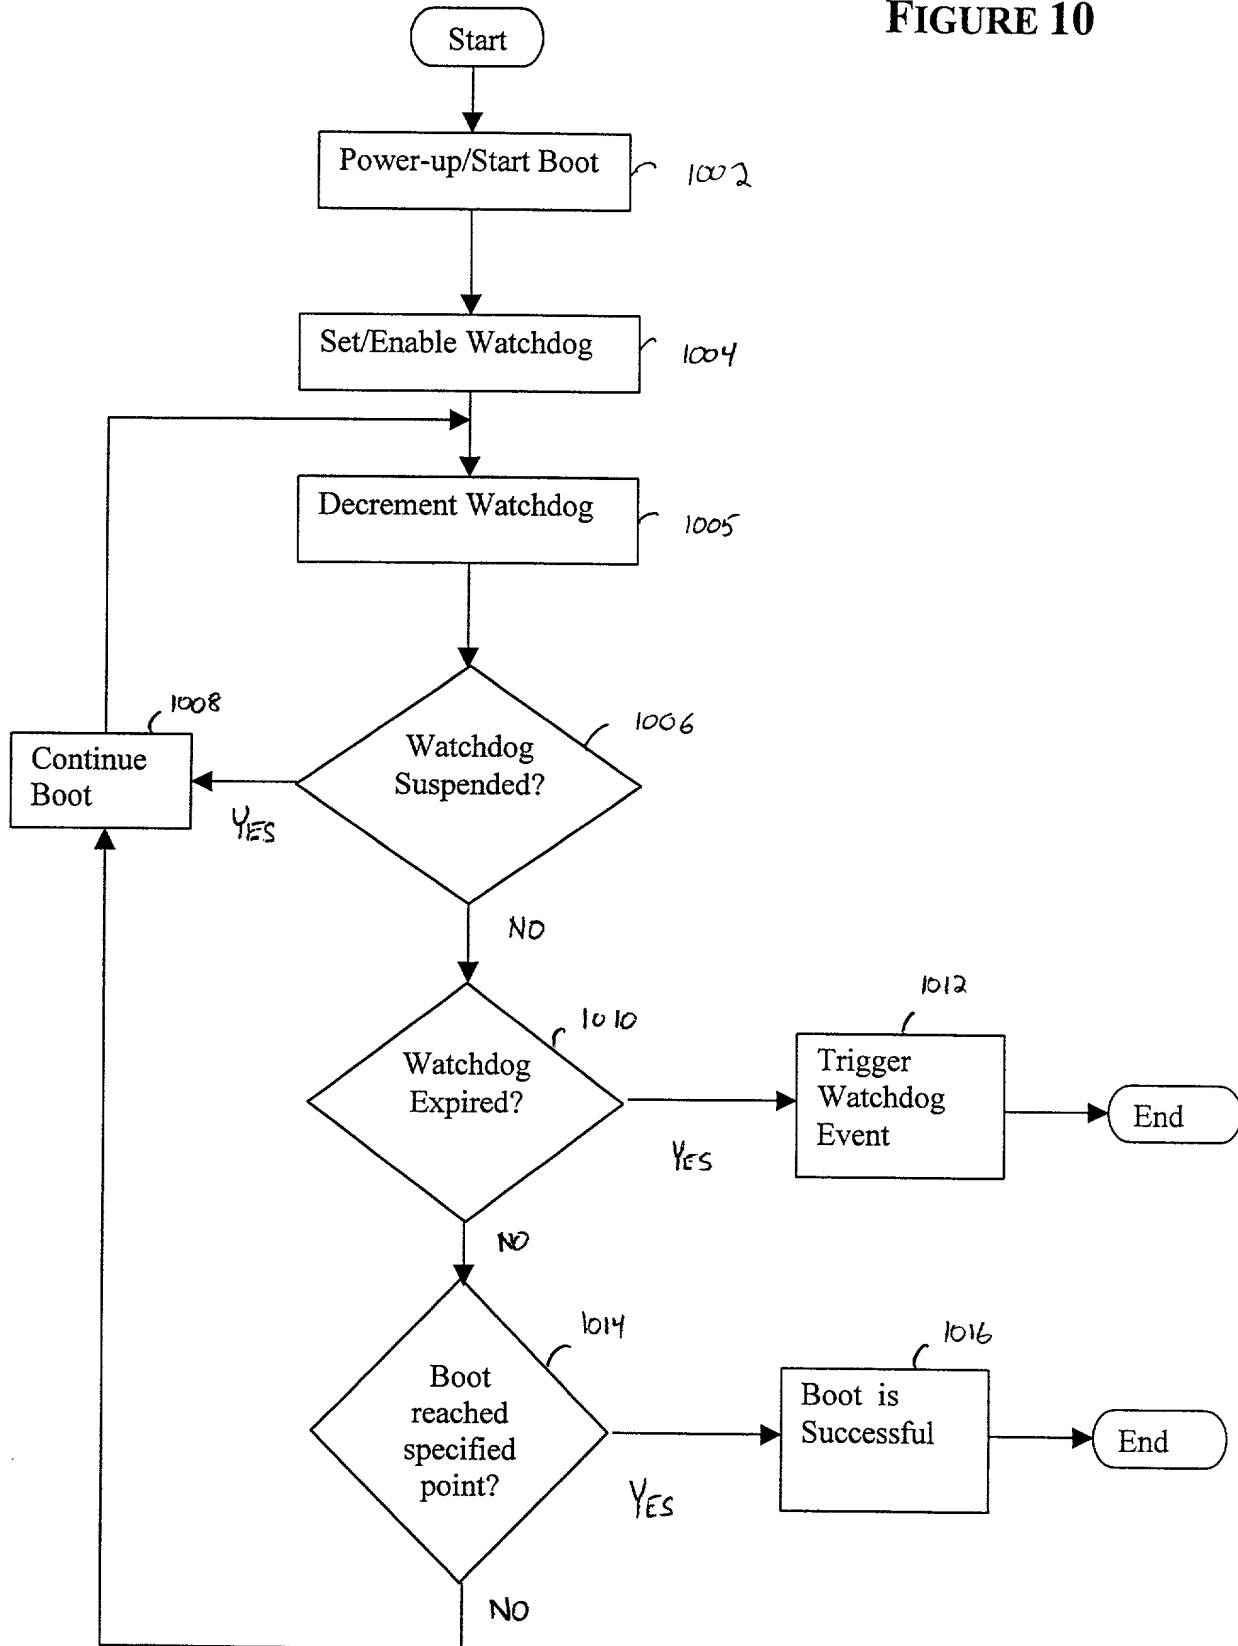 FIGURE 10
Start
Power-up/Start Boot
1002
Set/Enable Watchdog
1004
Decrement Watchdog
1005
1008
Continue
Boot
YES
Watchdog
Suspended?
1006
NO
Watchdog
Expired?
1010
YES
1012
Trigger
Watchdog
Event
End
NO
Boot
reached
specified
point?
1014
YES
1016
Boot is
Successful
End
NO